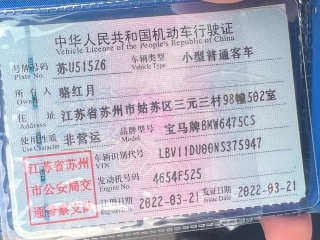 中华人民共和国机动车行驶证
Vehicle License of the People's Republic of China
号牌号码 苏U515Z6 车辆类型 小型普通客车
Plate No. Vehicle Type
所有人 骆红月
Owner
住址 江苏省苏州市姑苏区三元三村98幢502室
Address
使用性质 非营运 品牌型号 宝马牌BMW6475CS
Use Character Model
车辆识别代号 LBV11DU00NS375947
VIN
发动机号码 4654F525
Engine No.
江苏省苏州
市公安局交
通警察支队
注册日期 2022-03-21 发证日期 2022-03-21